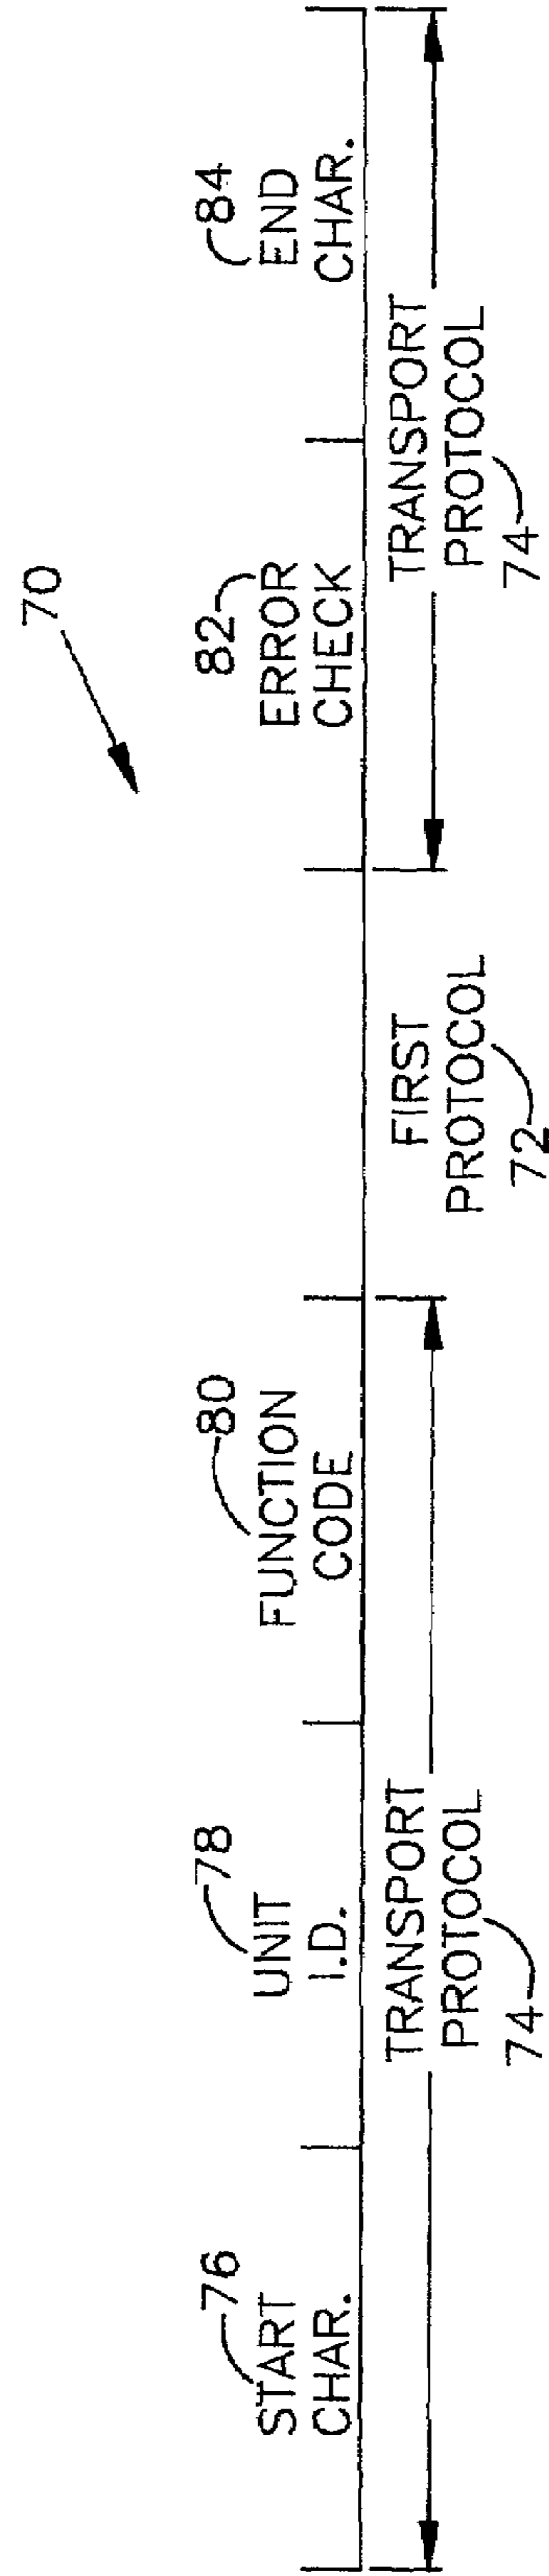 70
76
START
CHAR.
78
UNIT
I.D.
80
FUNCTION
CODE
82
ERROR
CHECK
84
END
CHAR.
TRANSPORT
PROTOCOL
74
FIRST
PROTOCOL
72
TRANSPORT
PROTOCOL
74